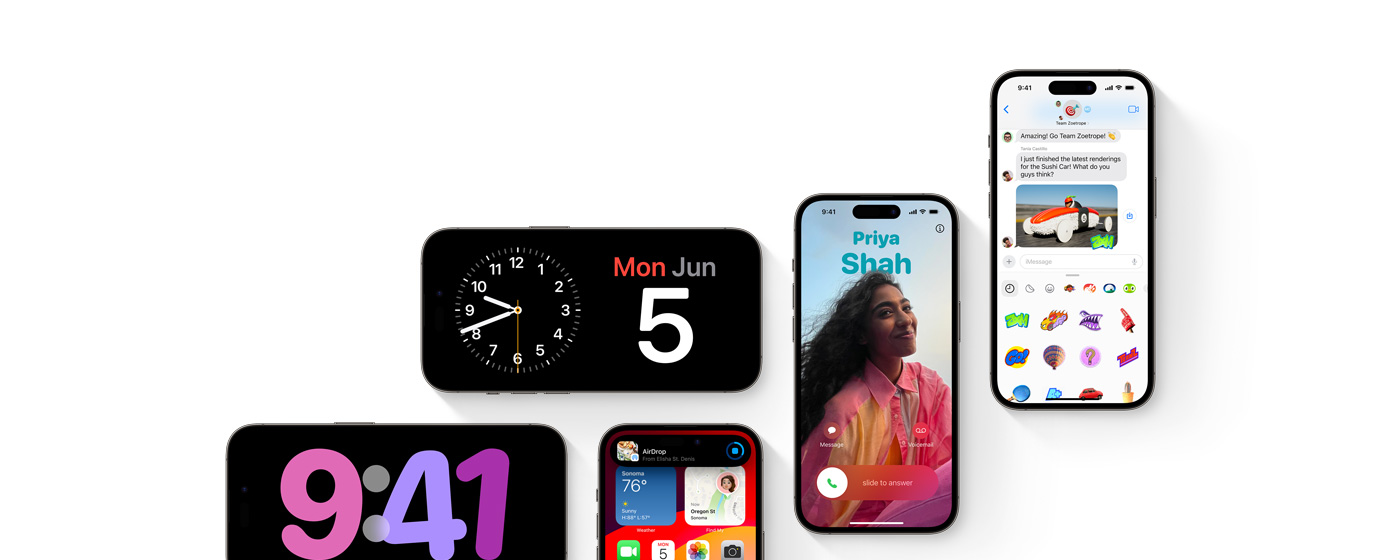 9:41
Team Zoetrope
Amazing! Go Team Zoetrope! 👏
Tania Castillo
I just finished the latest renderings
for the Sushi Car! What do you
guys think?
iMessage
9:41
Priya
Shah
Message
Voicemail
slide to answer
12
1
2
3
4
5
6
7
8
9
10
11
Mon Jun
5
9:41
AirDrop
From Elisha St. Denis
Sonoma
76°
Sunny
H:88° L:57°
Weather
Now
Oregon St
Sonoma
Find My
MON
5